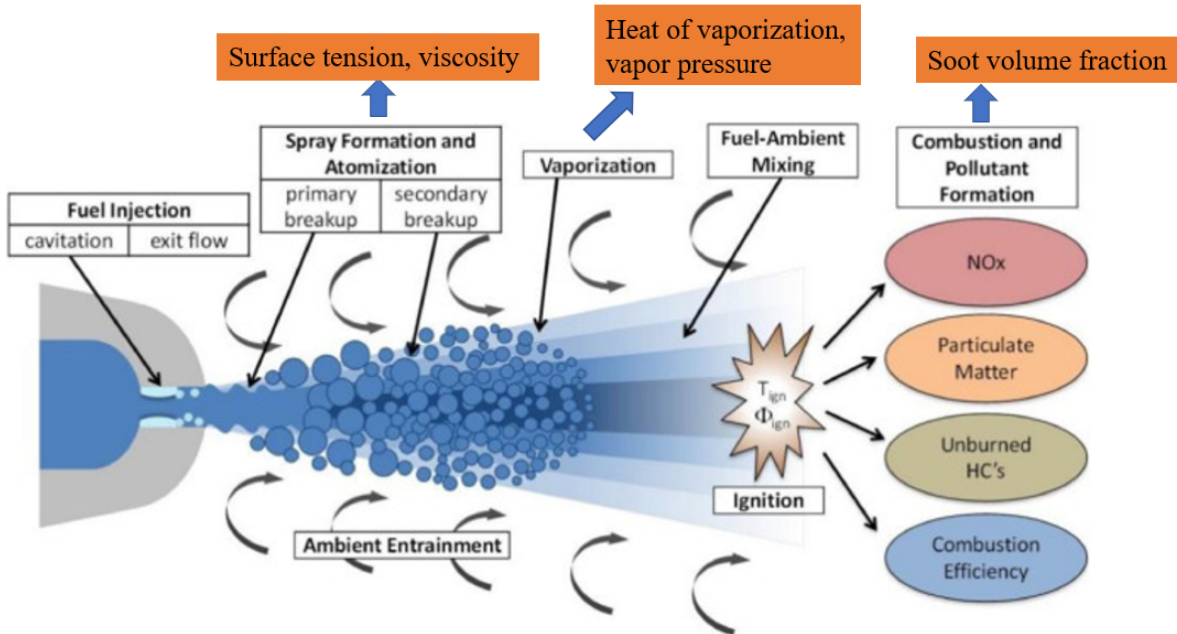 Surface tension, viscosity
Heat of vaporization,
vapor pressure
Soot volume fraction
Fuel Injection
cavitation
exit flow
Spray Formation and
Atomization
primary
breakup
secondary
breakup
Vaporization
Fuel-Ambient
Mixing
Combustion and
Pollutant
Formation
NOx
Particulate
Matter
Unburned
HC's
Combustion
Efficiency
Tign
Φign
Ignition
Ambient Entrainment